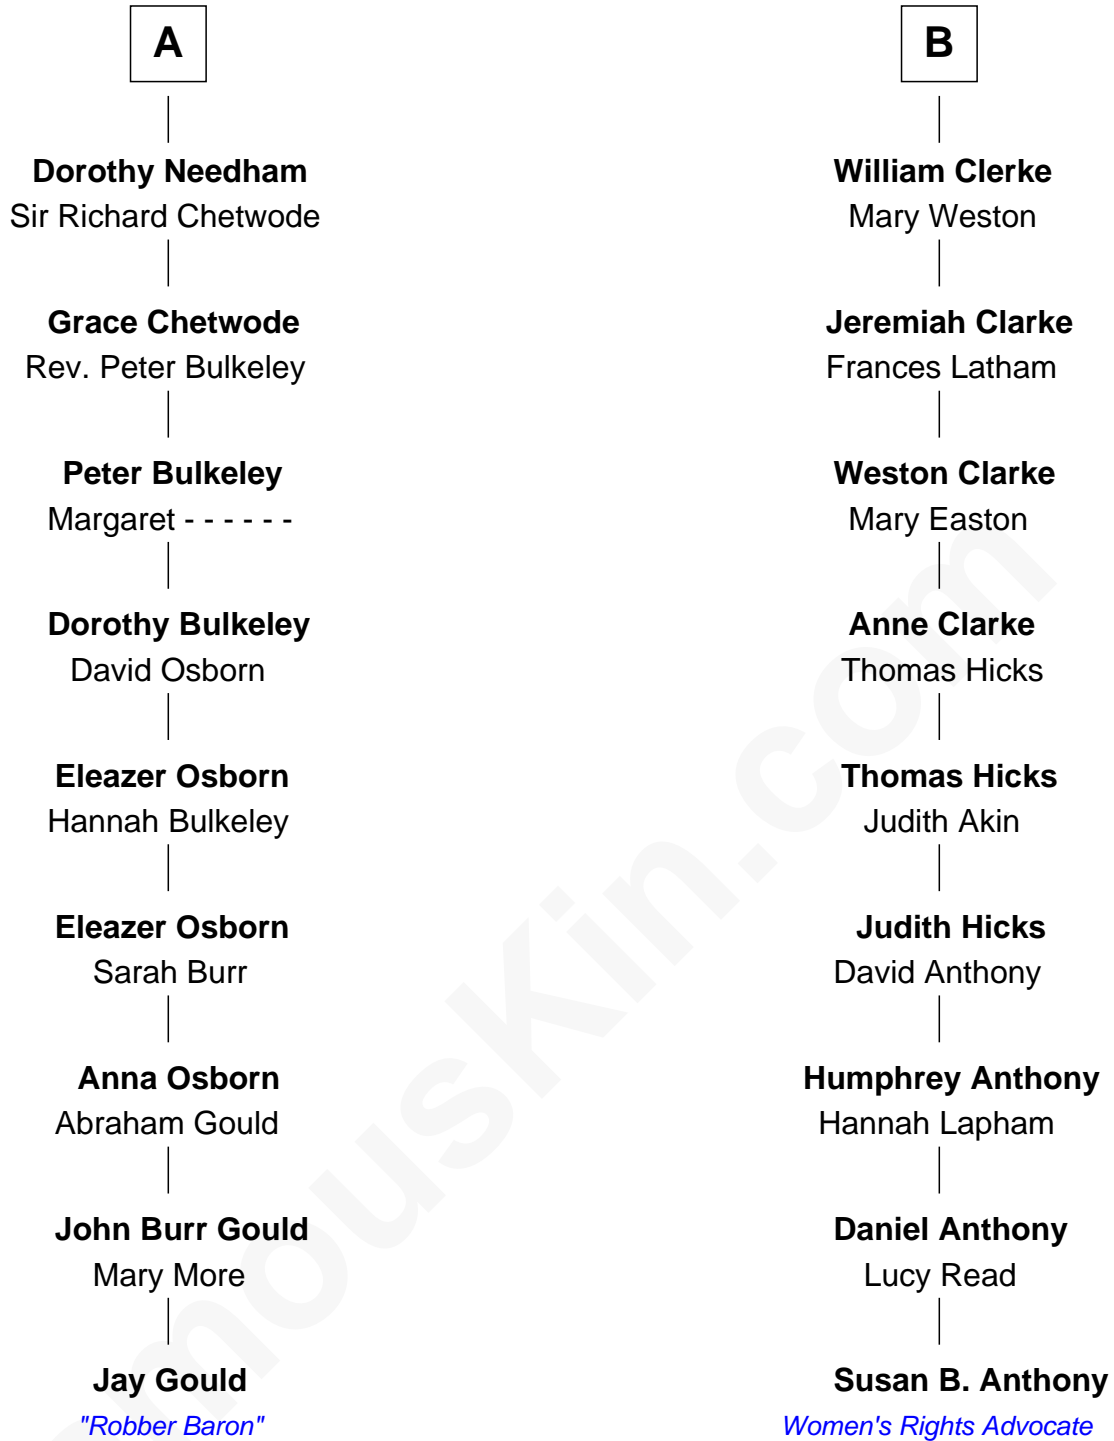 A
Dorothy Needham
Sir Richard Chetwode
Grace Chetwode
Rev. Peter Bulkeley
Peter Bulkeley
Margaret - - - - - -
Dorothy Bulkeley
David Osborn
Eleazer Osborn
Hannah Bulkeley
Eleazer Osborn
Sarah Burr
Anna Osborn
Abraham Gould
John Burr Gould
Mary More
Jay Gould
"Robber Baron"
B
William Clerke
Mary Weston
Jeremiah Clarke
Frances Latham
Weston Clarke
Mary Easton
Anne Clarke
Thomas Hicks
Thomas Hicks
Judith Akin
Judith Hicks
David Anthony
Humphrey Anthony
Hannah Lapham
Daniel Anthony
Lucy Read
Susan B. Anthony
Women's Rights Advocate
mousKin.com